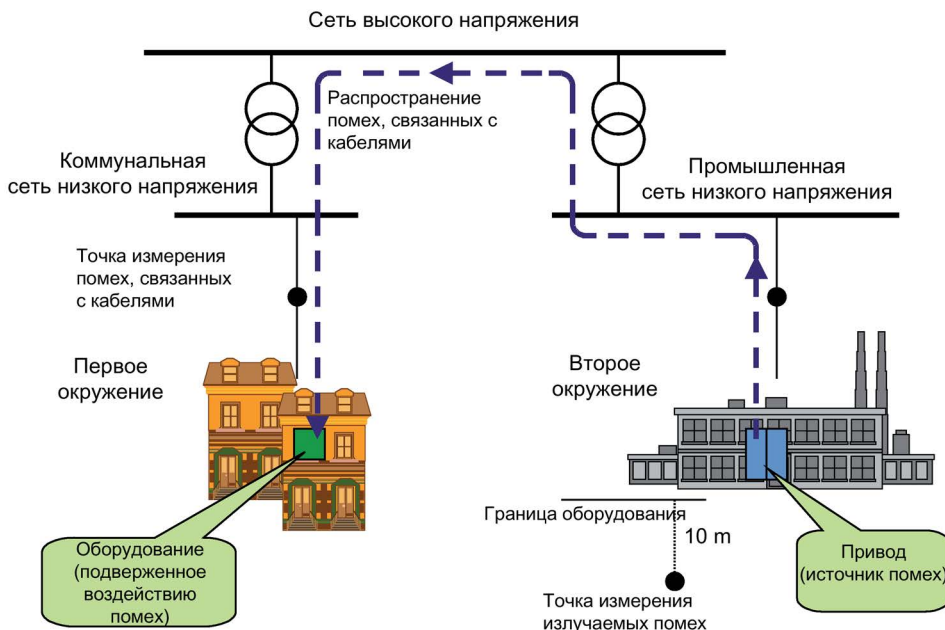 Сеть высокого напряжения
Распространение
помех, связанных с
кабелями
Коммунальная
сеть низкого напряжения
Промышленная
сеть низкого напряжения
Точка измерения
помех, связанных
с кабелями
Первое
окружение
Второе
окружение
Граница оборудования
10 m
Оборудование
(подверженное
воздействию
помех)
Привод
(источник помех)
Точка измерения
излучаемых помех